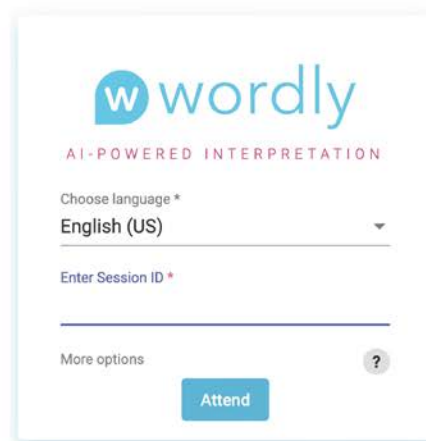 w wordly
AI-POWERED INTERPRETATION
Choose language *
English (US)
Enter Session ID *
More options ?
Attend